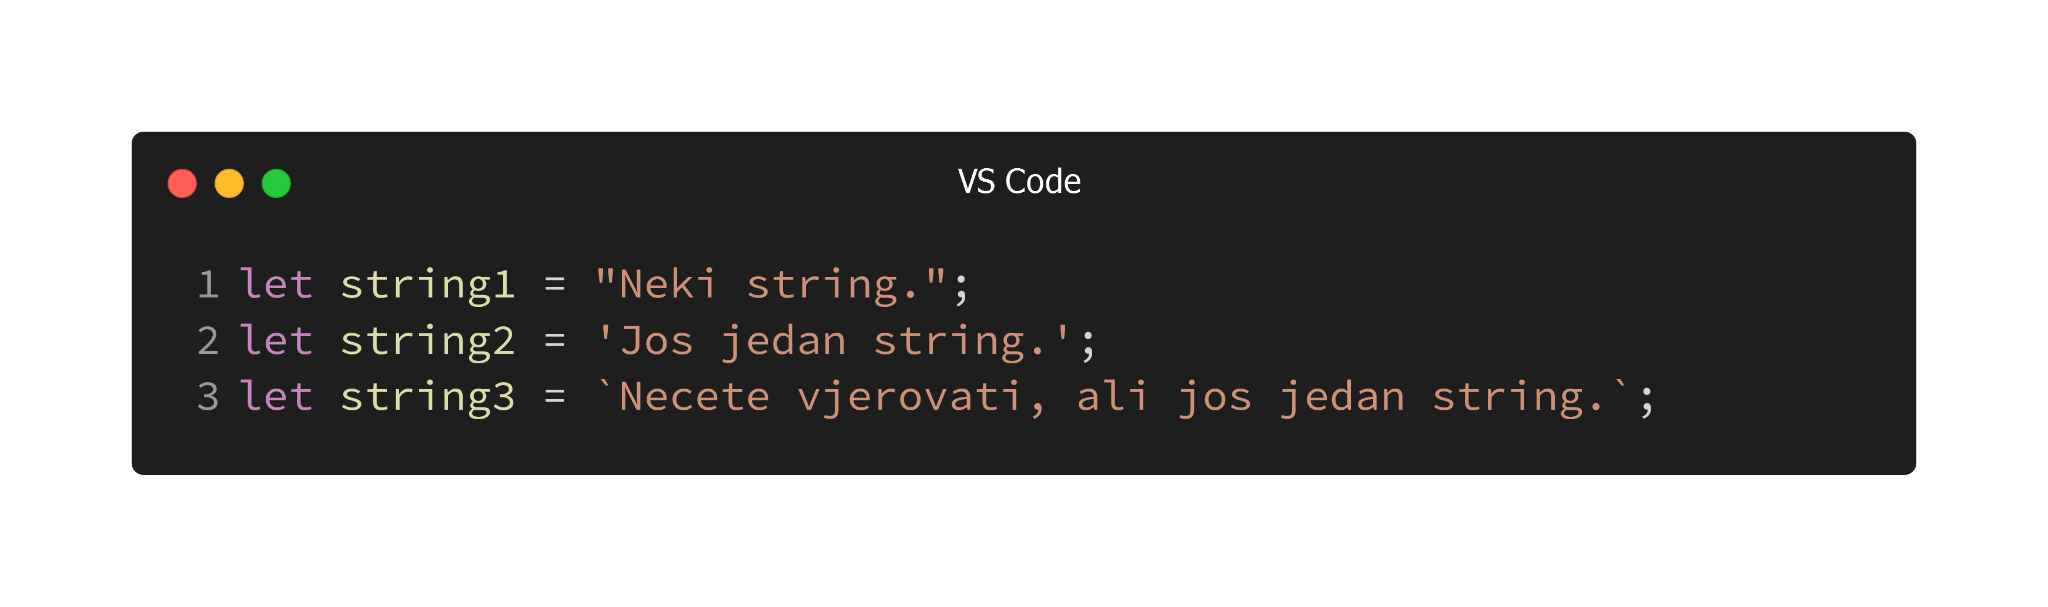 VS Code
1 let string1 = "Neki string.";
2 let string2 = 'Jos jedan string.';
3 let string3 = `Necete vjerovati, ali jos jedan string.`;